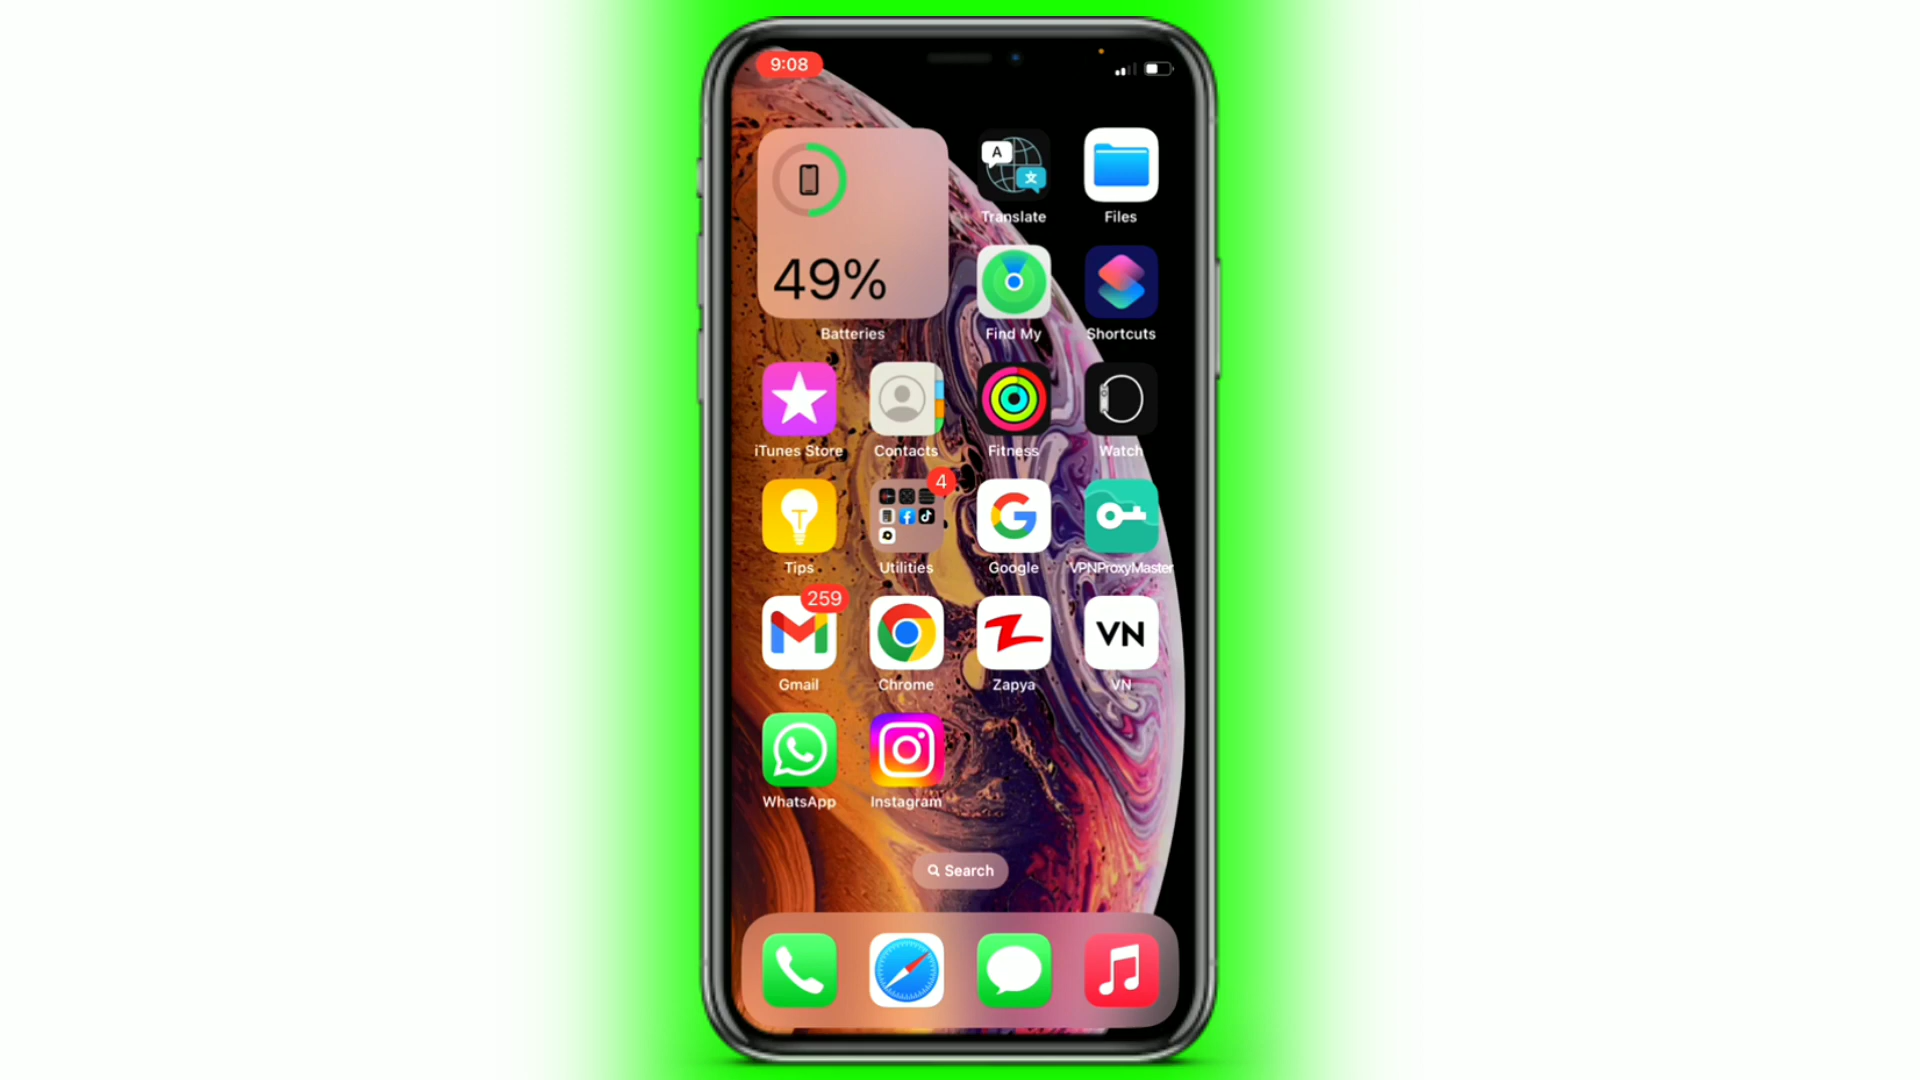 9:08
A
文
49%
Batteries
Translate
Files
Find My
Shortcuts
iTunes Store
Contacts
Fitness
Watch
4
T
G
Tips
Utilities
Google
VPNProxyMaster
259
VN
Gmail
Chrome
Zapya
VN
WhatsApp
Instagram
Search